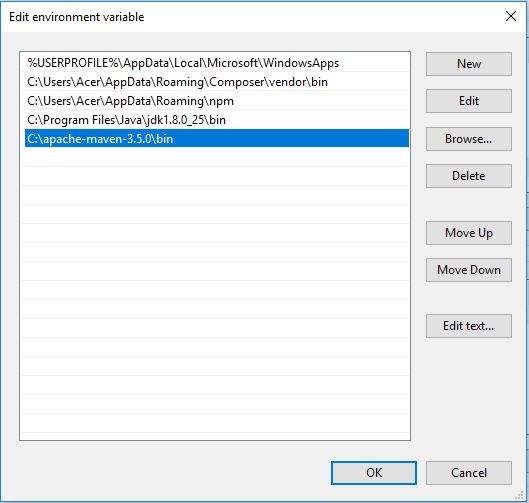 Edit environment variable
%USERPROFILE%\AppData\Local\Microsoft\WindowsApps
C:\Users\Acer\AppData\Roaming\Composer\vendor\bin
C:\Users\Acer\AppData\Roaming\npm
C:\Program Files\Java\jdk1.8.0_25\bin
C:\apache-maven-3.5.0\bin
New
Edit
Browse...
Delete
Move Up
Move Down
Edit text...
OK
Cancel